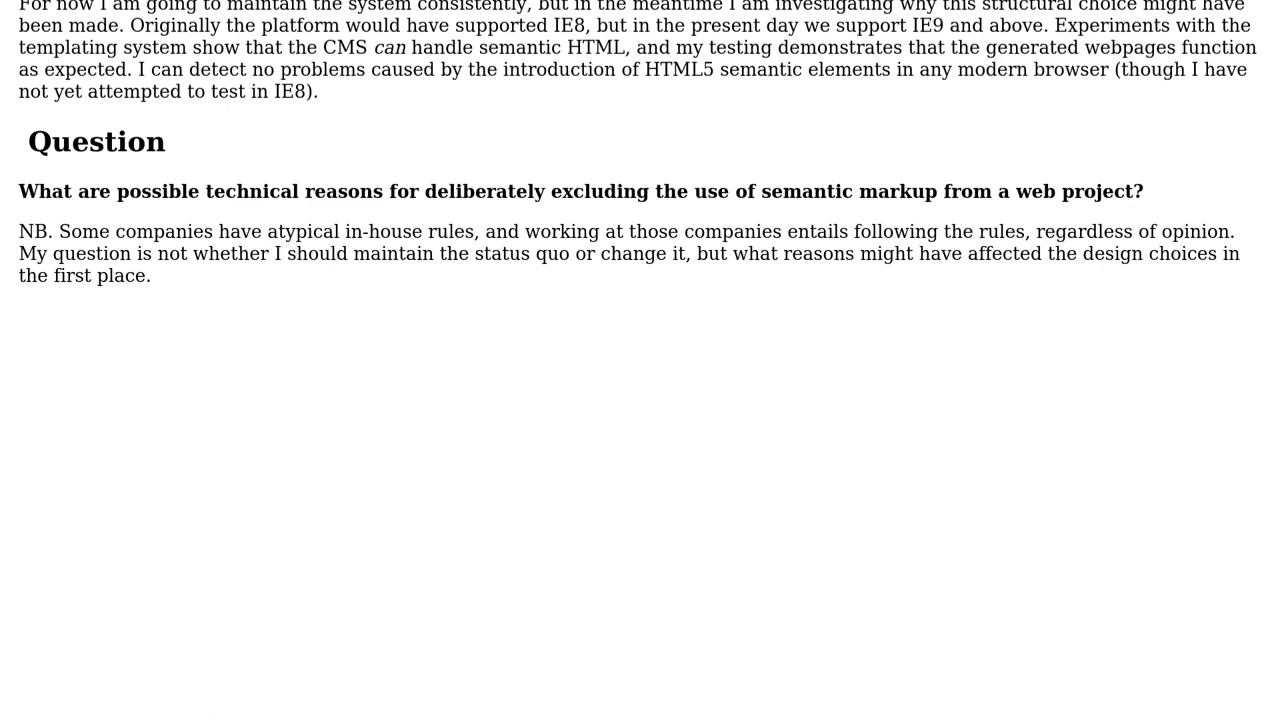 For now I am going to maintain the system consistently, but in the meantime I am investigating why this structural choice might have
been made. Originally the platform would have supported IE8, but in the present day we support IE9 and above. Experiments with the
templating system show that the CMS can handle semantic HTML, and my testing demonstrates that the generated webpages function
as expected. I can detect no problems caused by the introduction of HTML5 semantic elements in any modern browser (though I have
not yet attempted to test in IE8).
Question
What are possible technical reasons for deliberately excluding the use of semantic markup from a web project?
NB. Some companies have atypical in-house rules, and working at those companies entails following the rules, regardless of opinion.
My question is not whether I should maintain the status quo or change it, but what reasons might have affected the design choices in
the first place.